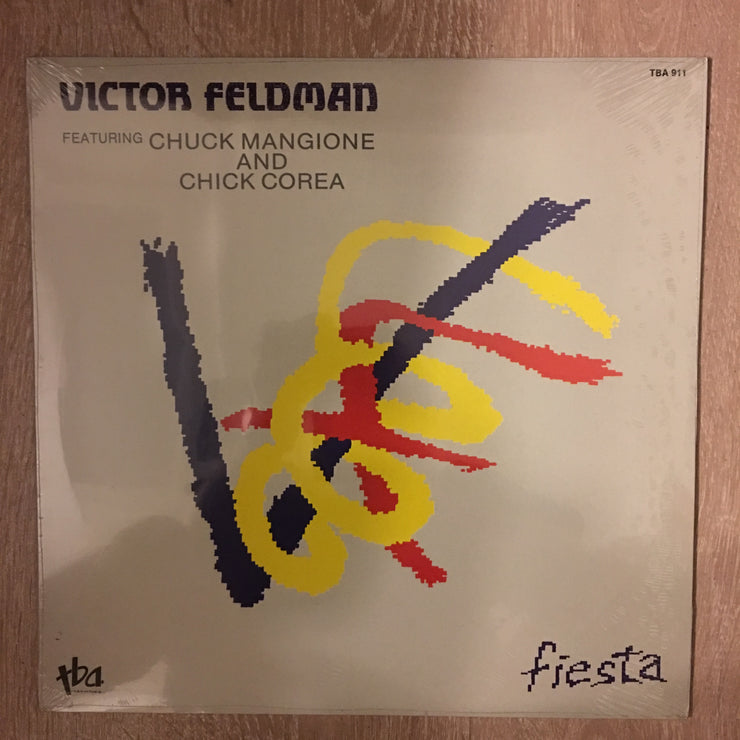 VICTOR FELDMAN
TBA 911
FEATURING CHUCK MANGIONE
AND
CHICK COREA
tba
fiesta